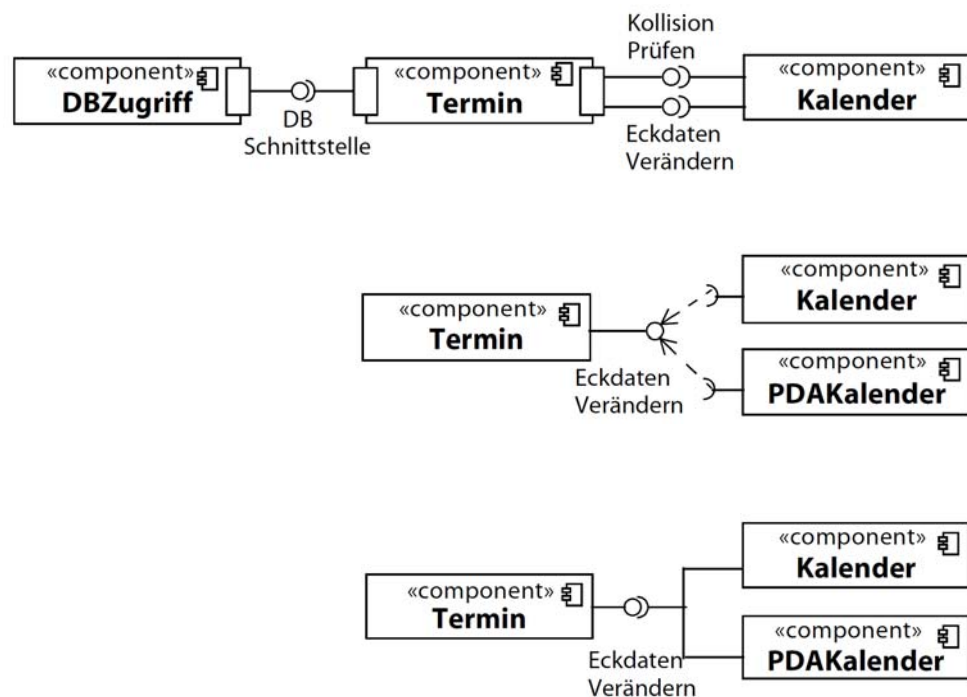 Kollision
Prüfen
«component»
DBZugriff
«component»
Termin
«component»
Kalender
DB
Schnittstelle
Eckdaten
Verändern
«component»
Kalender
«component»
Termin
Eckdaten
Verändern
«component»
PDAKalender
«component»
Kalender
«component»
Termin
Eckdaten
Verändern
«component»
PDAKalender